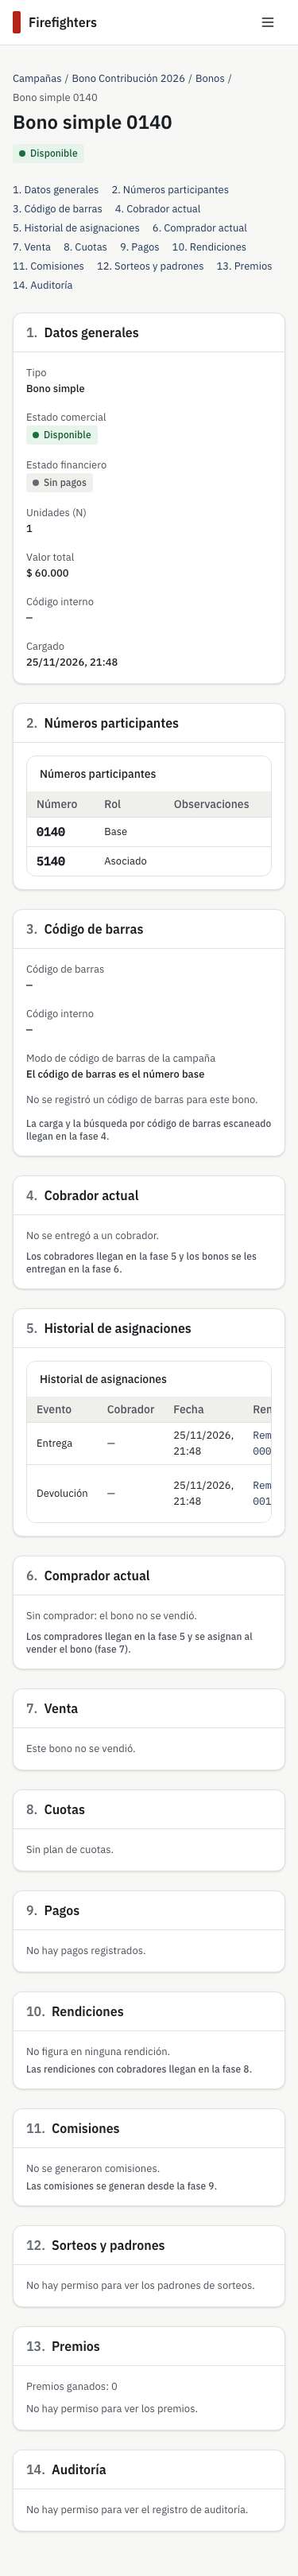 Firefighters
Campañas / Bono Contribución 2026 / Bonos /
Bono simple 0140
Bono simple 0140
Disponible
1. Datos generales 2. Números participantes
3. Código de barras 4. Cobrador actual
5. Historial de asignaciones 6. Comprador actual
7. Venta 8. Cuotas 9. Pagos 10. Rendiciones
11. Comisiones 12. Sorteos y padrones 13. Premios
14. Auditoría
1. Datos generales
Tipo
Bono simple
Estado comercial
Disponible
Estado financiero
Sin pagos
Unidades (N)
1
Valor total
$ 60.000
Código interno
—
Cargado
25/11/2026, 21:48
2. Números participantes
Números participantes
Número Rol Observaciones
0140 Base
5140 Asociado
3. Código de barras
Código de barras
—
Código interno
—
Modo de código de barras de la campaña
El código de barras es el número base
No se registró un código de barras para este bono.
La carga y la búsqueda por código de barras escaneado
llegan en la fase 4.
4. Cobrador actual
No se entregó a un cobrador.
Los cobradores llegan en la fase 5 y los bonos se les
entregan en la fase 6.
5. Historial de asignaciones
Historial de asignaciones
Evento Cobrador Fecha Ren
Entrega — 25/11/2026, 21:48 Rem 000
Devolución — 25/11/2026, 21:48 Rem 001
6. Comprador actual
Sin comprador: el bono no se vendió.
Los compradores llegan en la fase 5 y se asignan al
vender el bono (fase 7).
7. Venta
Este bono no se vendió.
8. Cuotas
Sin plan de cuotas.
9. Pagos
No hay pagos registrados.
10. Rendiciones
No figura en ninguna rendición.
Las rendiciones con cobradores llegan en la fase 8.
11. Comisiones
No se generaron comisiones.
Las comisiones se generan desde la fase 9.
12. Sorteos y padrones
No hay permiso para ver los padrones de sorteos.
13. Premios
Premios ganados: 0
No hay permiso para ver los premios.
14. Auditoría
No hay permiso para ver el registro de auditoría.